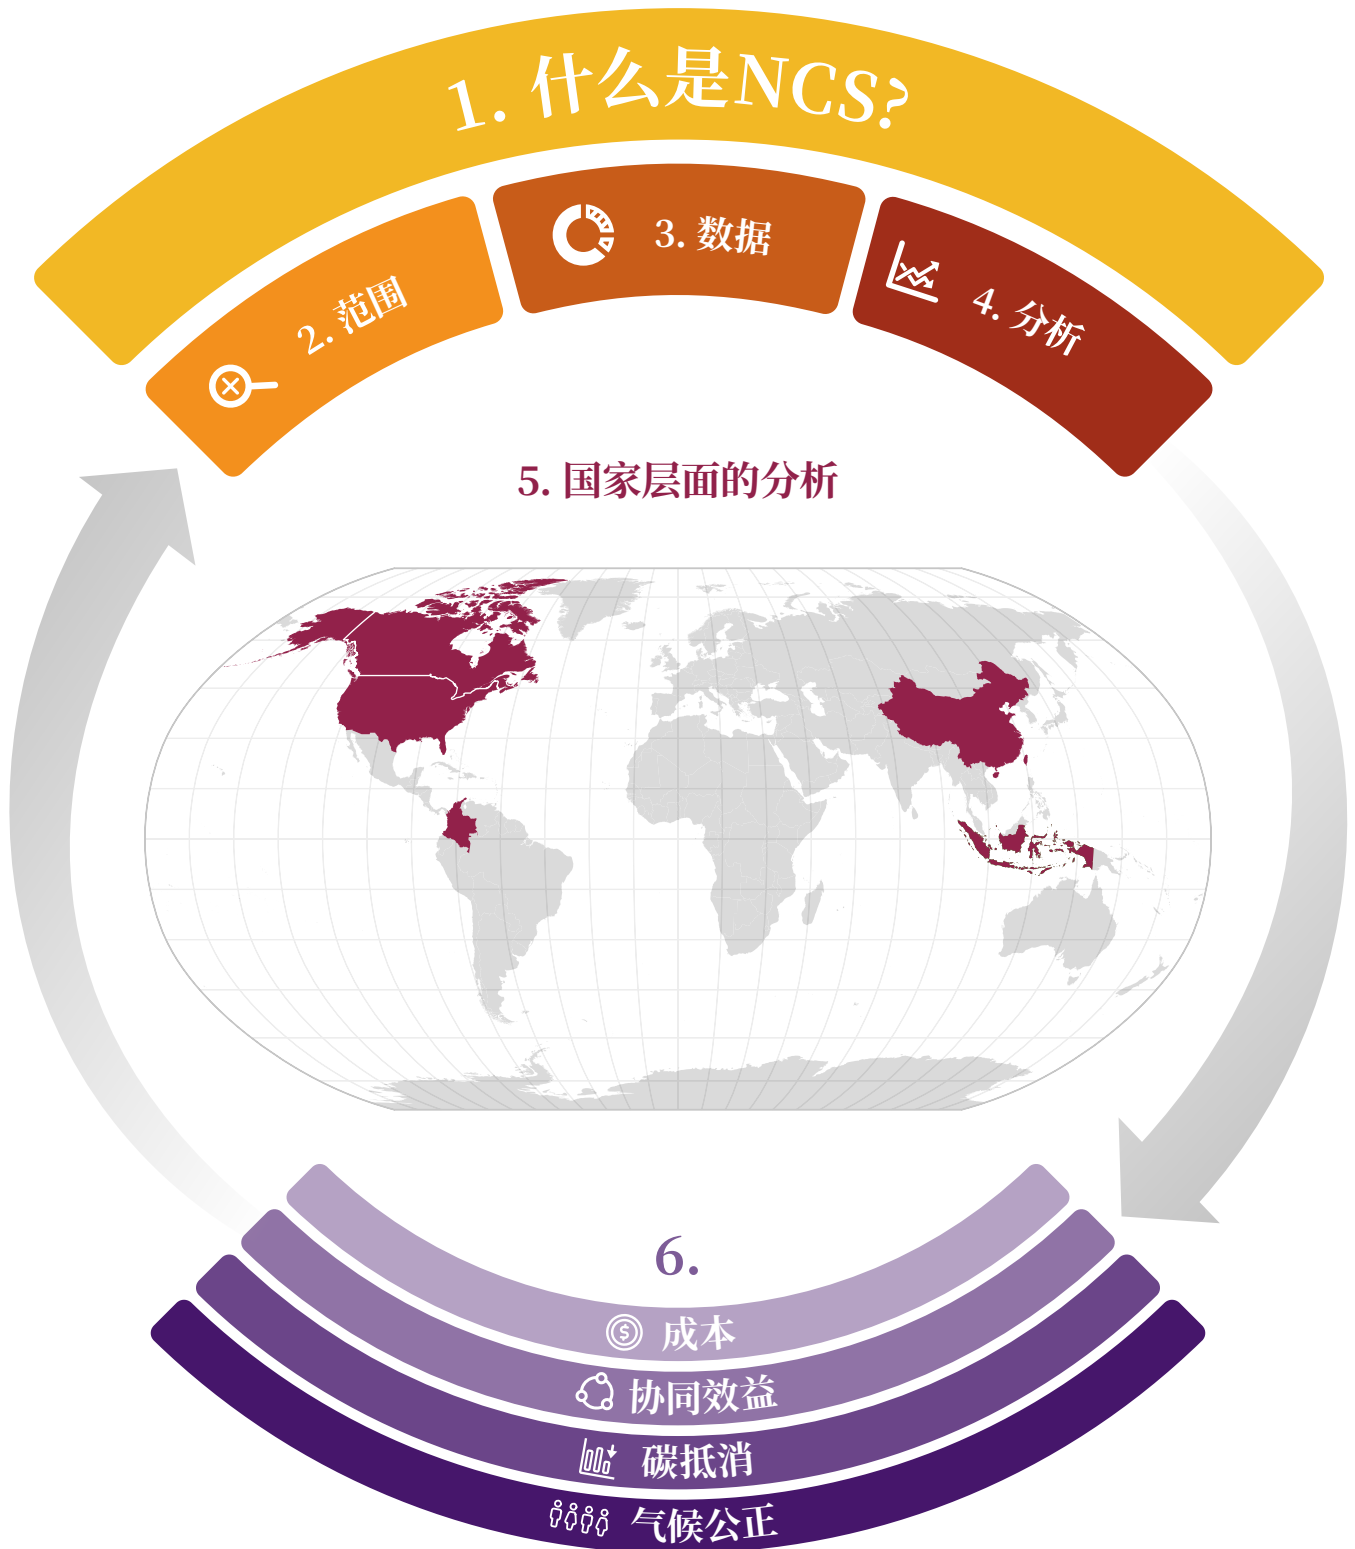 1. 什么是NCS?
2. 范围
3. 数据
4. 分析
5. 国家层面的分析
6.
成本
协同效益
碳抵消
气候公正